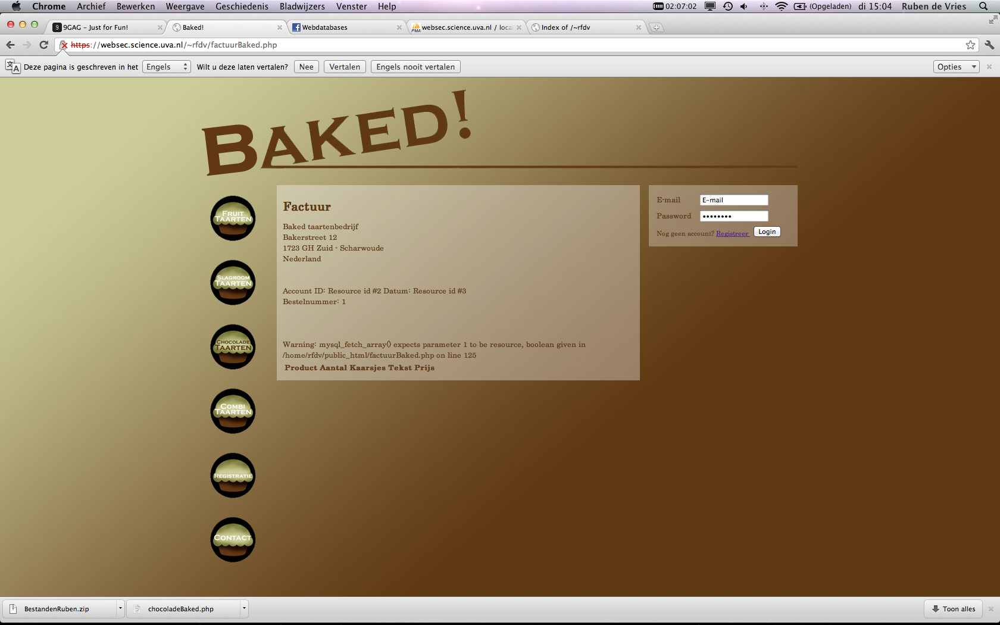 Chrome Archief Bewerken Weergave Geschiedenis Bladwijzers Venster Help 02:07:02 (Opgeladen) di 15:04 Ruben de Vries
9 9GAG – Just for Fun! Baked! Webdatabases PMA websec.science.uva.nl / local Index of /~rfdv
https://websec.science.uva.nl/~rfdv/factuurBaked.php
Deze pagina is geschreven in het Engels Wilt u deze laten vertalen? Nee Vertalen Engels nooit vertalen Opties
BAKED!
FRUIT
TAARTEN
SLAGROOM
TAARTEN
CHOCOLADE
TAARTEN
COMBI
TAARTEN
REGISTRATIE
CONTACT
Factuur
Baked taartenbedrijf
Bakerstreet 12
1723 GH Zuid - Scharwoude
Nederland
Account ID: Resource id #2 Datum: Resource id #3
Bestelnummer: 1
Warning: mysql_fetch_array() expects parameter 1 to be resource, boolean given in
/home/rfdv/public_html/factuurBaked.php on line 125
Product Aantal Kaarsjes Tekst Prijs
E-mail E-mail
Password ••••••••
Nog geen account? Registreer Login
BestandenRuben.zip chocoladeBaked.php Toon alles